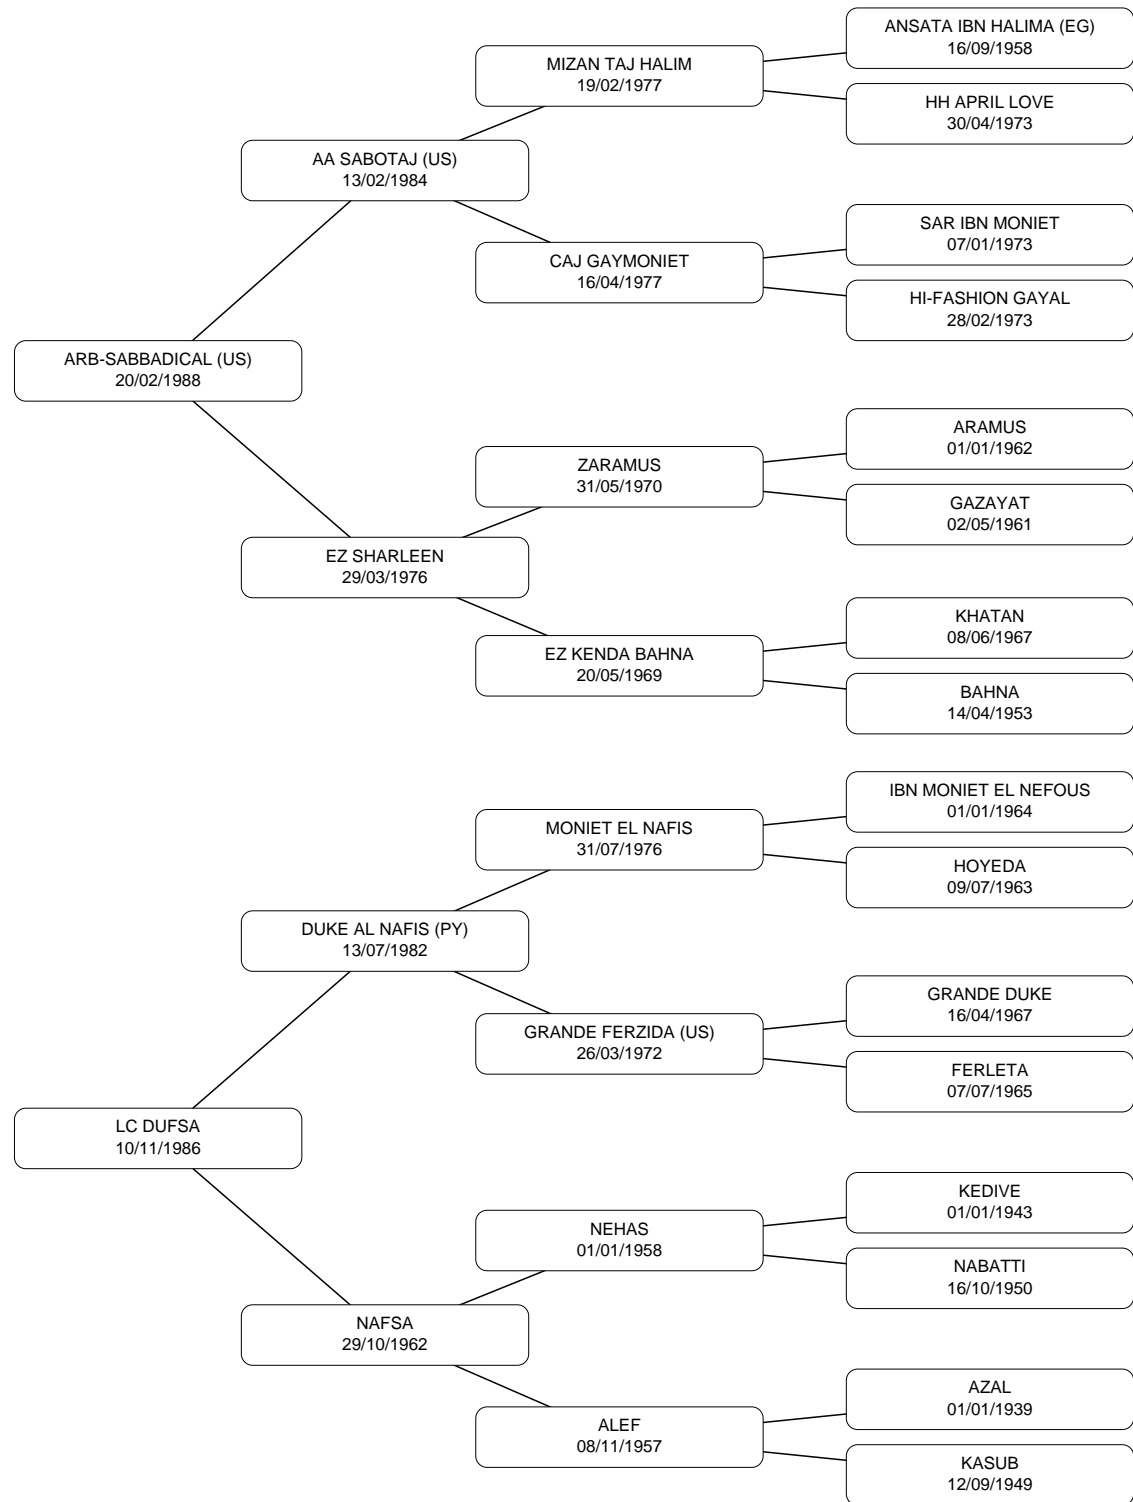 ANSATA IBN HALIMA (EG)
16/09/1958
MIZAN TAJ HALIM
19/02/1977
HH APRIL LOVE
30/04/1973
AA SABOTAJ (US)
13/02/1984
SAR IBN MONIET
07/01/1973
CAJ GAYMONIET
16/04/1977
HI-FASHION GAYAL
28/02/1973
ARB-SABBADICAL (US)
20/02/1988
ARAMUS
01/01/1962
ZARAMUS
31/05/1970
GAZAYAT
02/05/1961
EZ SHARLEEN
29/03/1976
KHATAN
08/06/1967
EZ KENDA BAHNA
20/05/1969
BAHNA
14/04/1953
IBN MONIET EL NEFOUS
01/01/1964
MONIET EL NAFIS
31/07/1976
HOYEDA
09/07/1963
DUKE AL NAFIS (PY)
13/07/1982
GRANDE DUKE
16/04/1967
GRANDE FERZIDA (US)
26/03/1972
FERLETA
07/07/1965
LC DUFSA
10/11/1986
KEDIVE
01/01/1943
NEHAS
01/01/1958
NABATTI
16/10/1950
NAFSA
29/10/1962
AZAL
01/01/1939
ALEF
08/11/1957
KASUB
12/09/1949